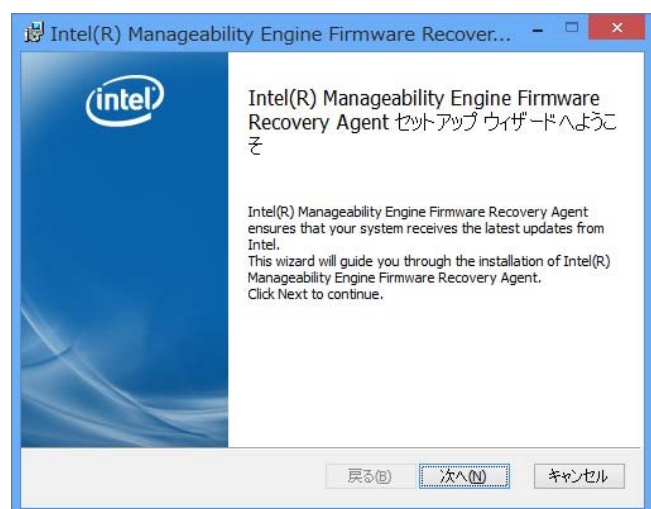 Intel(R) Manageability Engine Firmware Recover...
intel
Intel(R) Manageability Engine Firmware
Recovery Agent セットアップ ウィザードへようこ
そ
Intel(R) Manageability Engine Firmware Recovery Agent
ensures that your system receives the latest updates from
Intel.
This wizard will guide you through the installation of Intel(R)
Manageability Engine Firmware Recovery Agent.
Click Next to continue.
戻る(B) 次へ(N) キャンセル